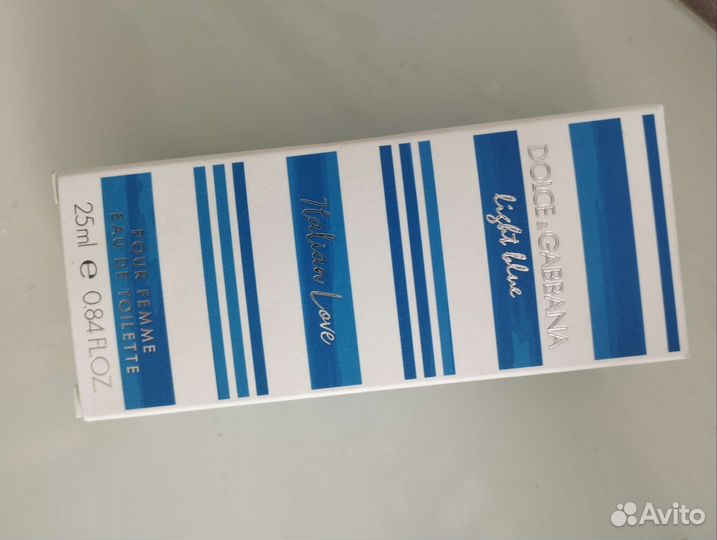 DOLCE & GABBANA
light blue
Italian Love
POUR FEMME
EAU DE TOILETTE
25ml ℮ 0.84 FL.OZ.
Avito